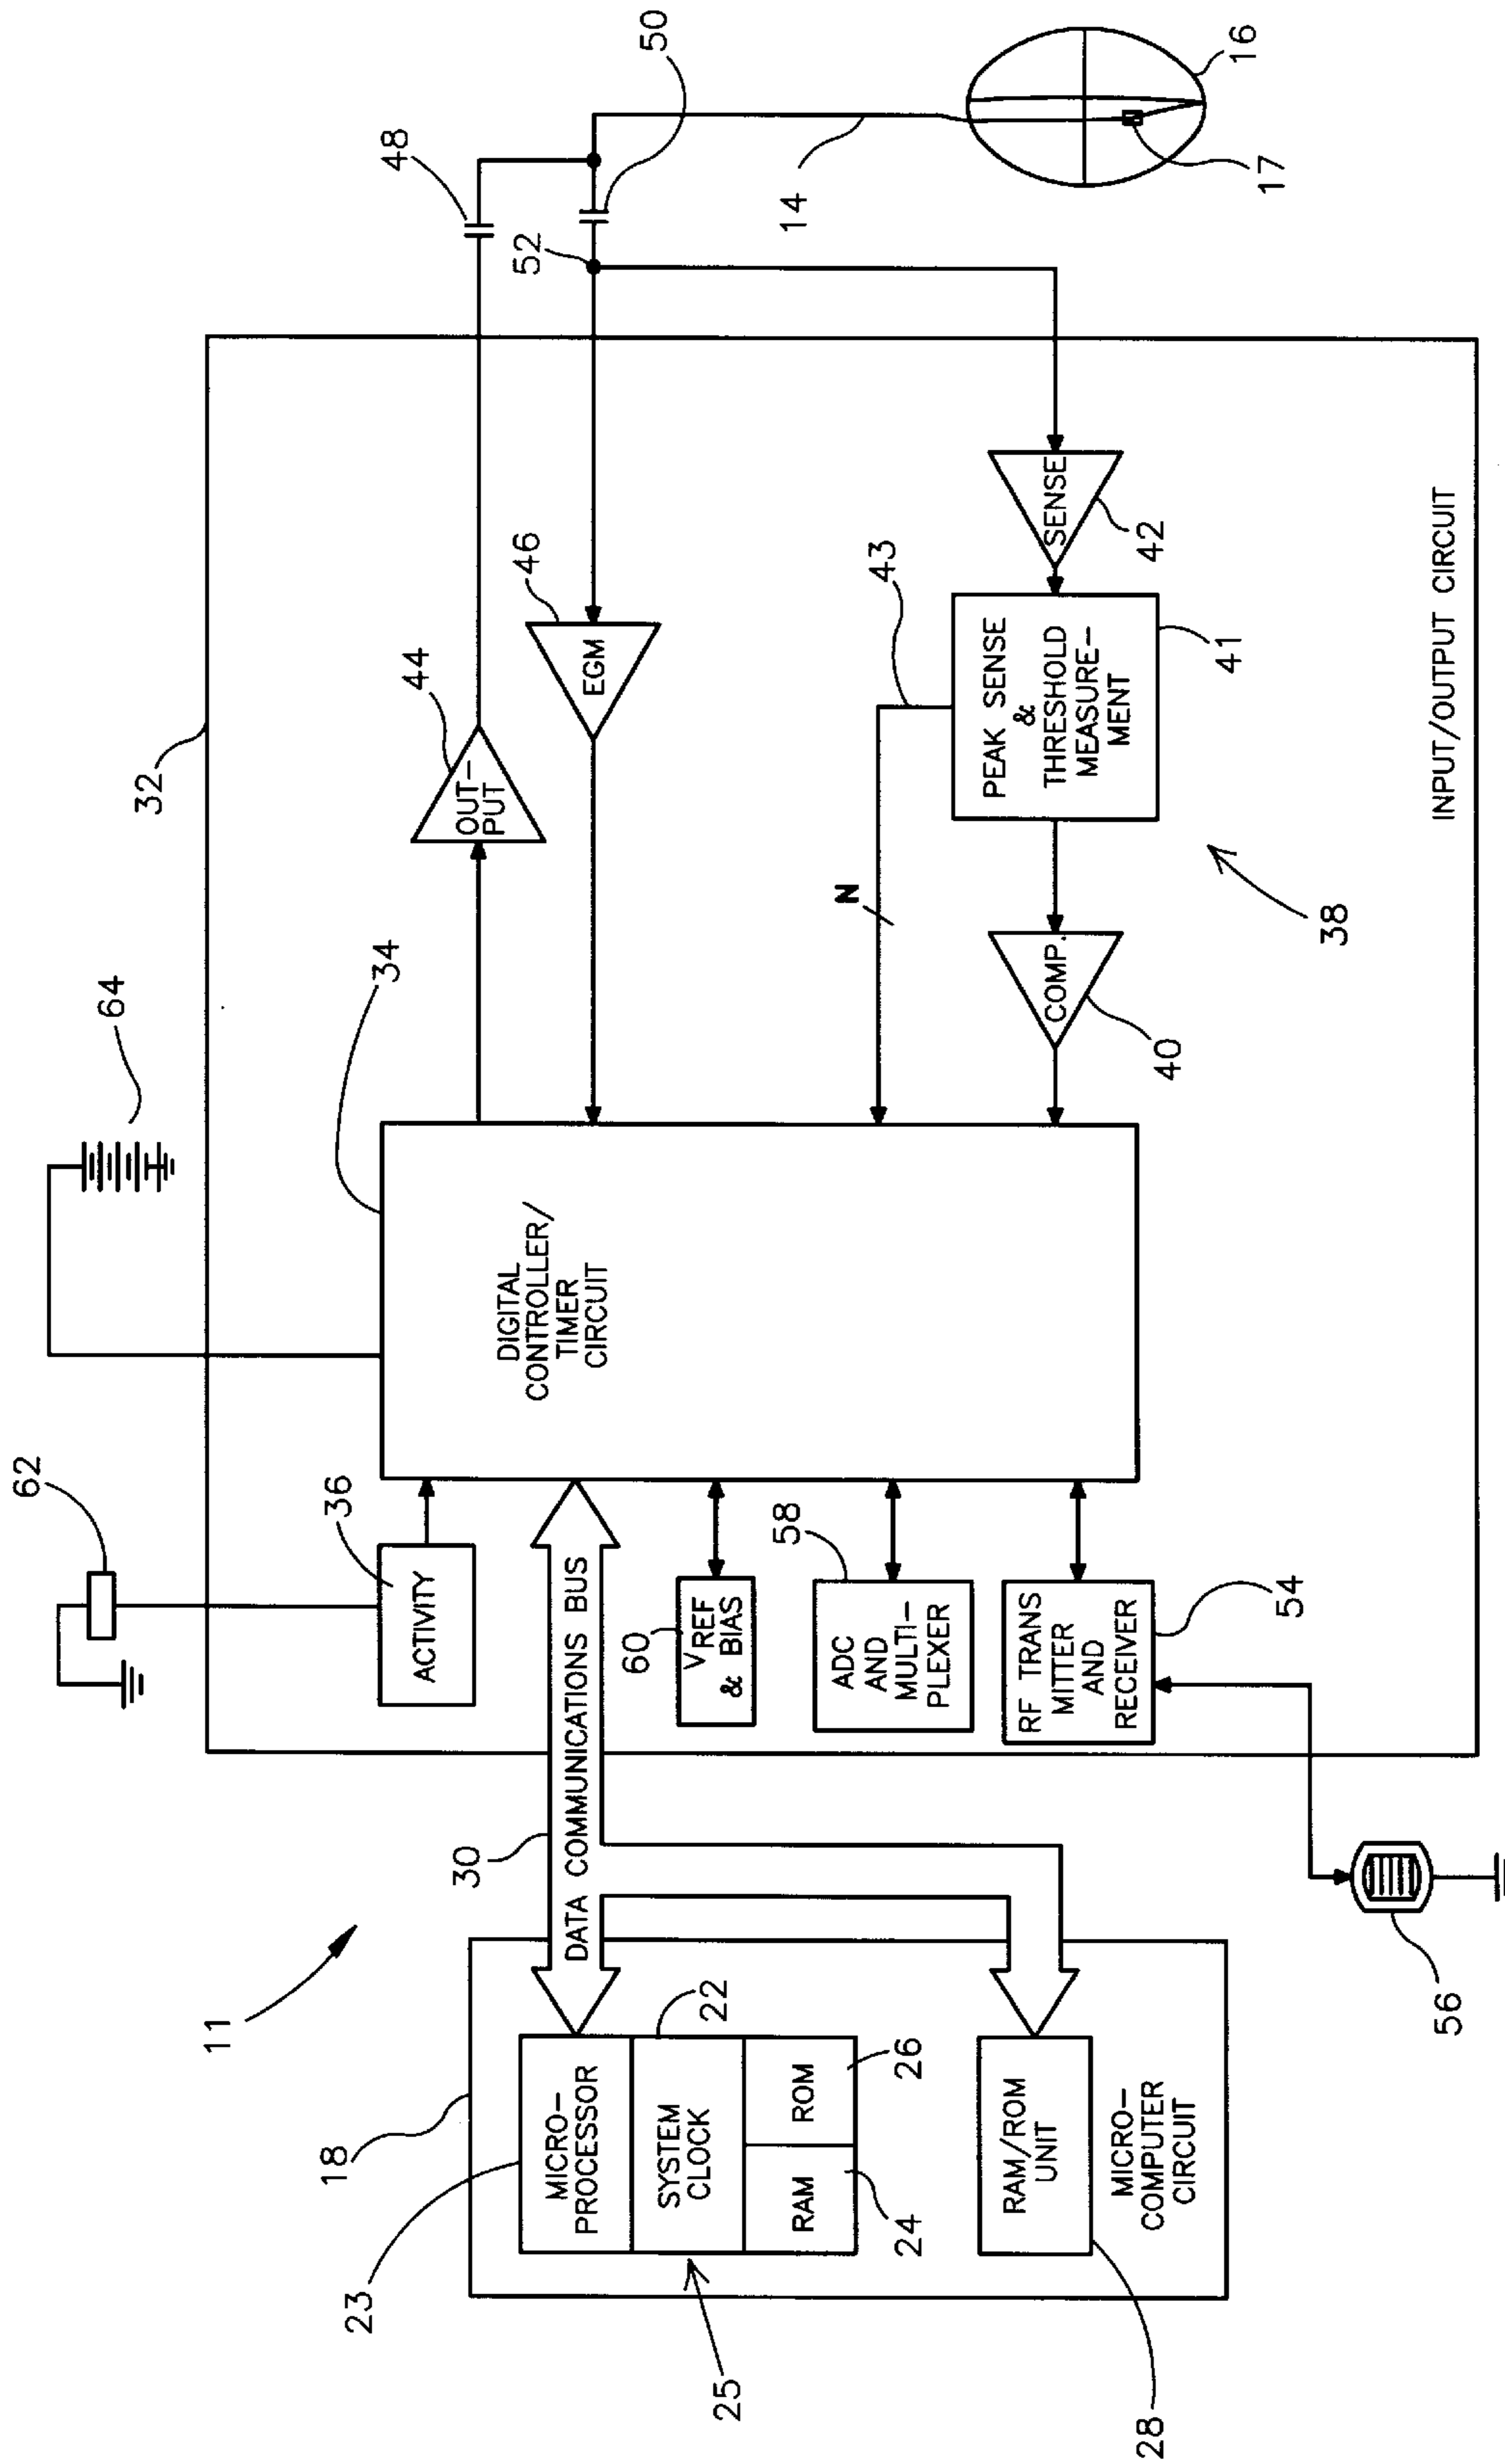 11
18
23
MICRO-
PROCESSOR
SYSTEM
CLOCK
22
RAM
ROM
24
26
25
RAM/ROM
UNIT
28
MICRO-
COMPUTER
CIRCUIT
30
DATA COMMUNICATIONS BUS
62
36
ACTIVITY
60
VREF
& BIAS
58
ADC
AND
MULTI-
PLEXER
RF TRANS
MITTER
AND
RECEIVER
54
56
64
34
DIGITAL
CONTROLLER/
TIMER
CIRCUIT
32
44
OUT-
PUT
46
EGM
43
N
COMP.
40
38
PEAK SENSE
&
THRESHOLD
MEASURE-
MENT
41
SENSE
42
INPUT/OUTPUT CIRCUIT
48
50
52
14
16
17